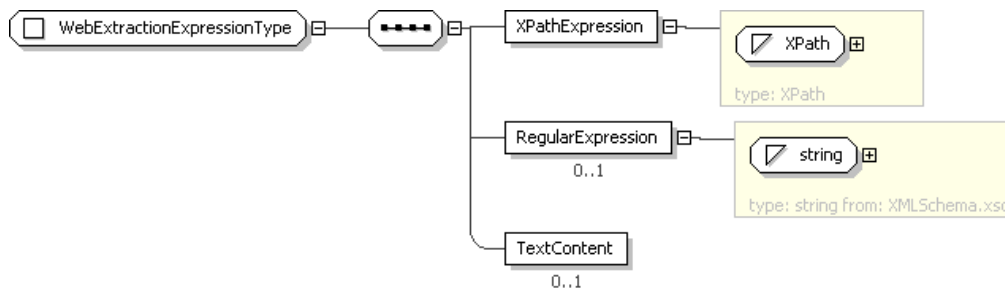 WebExtractionExpressionType
XPathExpression
XPath
type: XPath
RegularExpression
0..1
string
type: string from: XMLSchema.xsd
TextContent
0..1